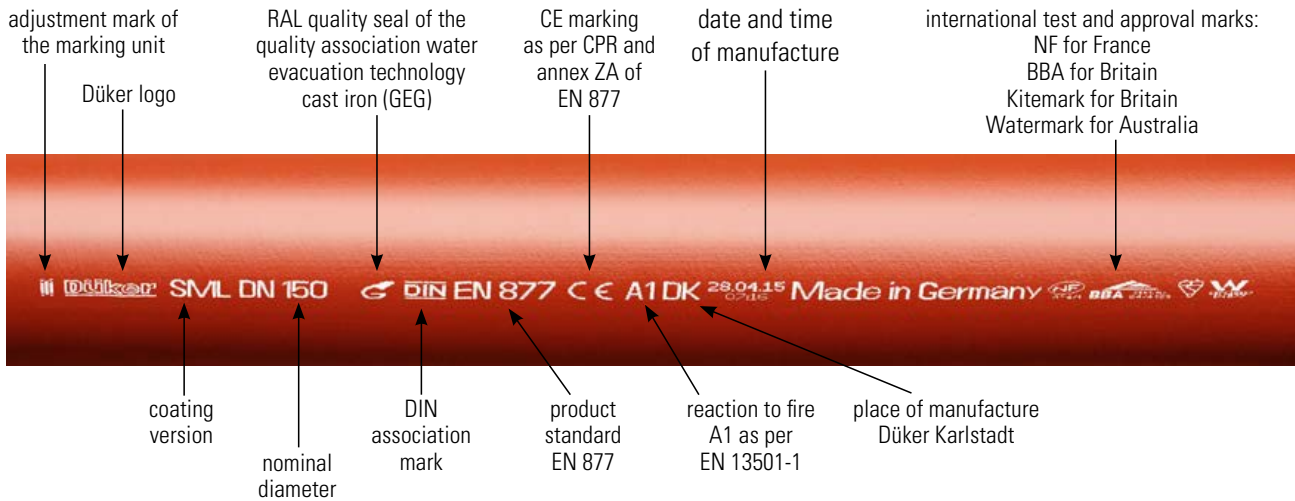 adjustment mark of
the marking unit
Düker logo
RAL quality seal of the
quality association water
evacuation technology
cast iron (GEG)
CE marking
as per CPR and
annex ZA of
EN 877
date and time
of manufacture
international test and approval marks:
NF for France
BBA for Britain
Kitemark for Britain
Watermark for Australia
Düker SML DN 150 DIN EN 877 CE A1 DK 28.04.15 Made in Germany NF BBA
coating
version
nominal
diameter
DIN
association
mark
product
standard
EN 877
reaction to fire
A1 as per
EN 13501-1
place of manufacture
Düker Karlstadt